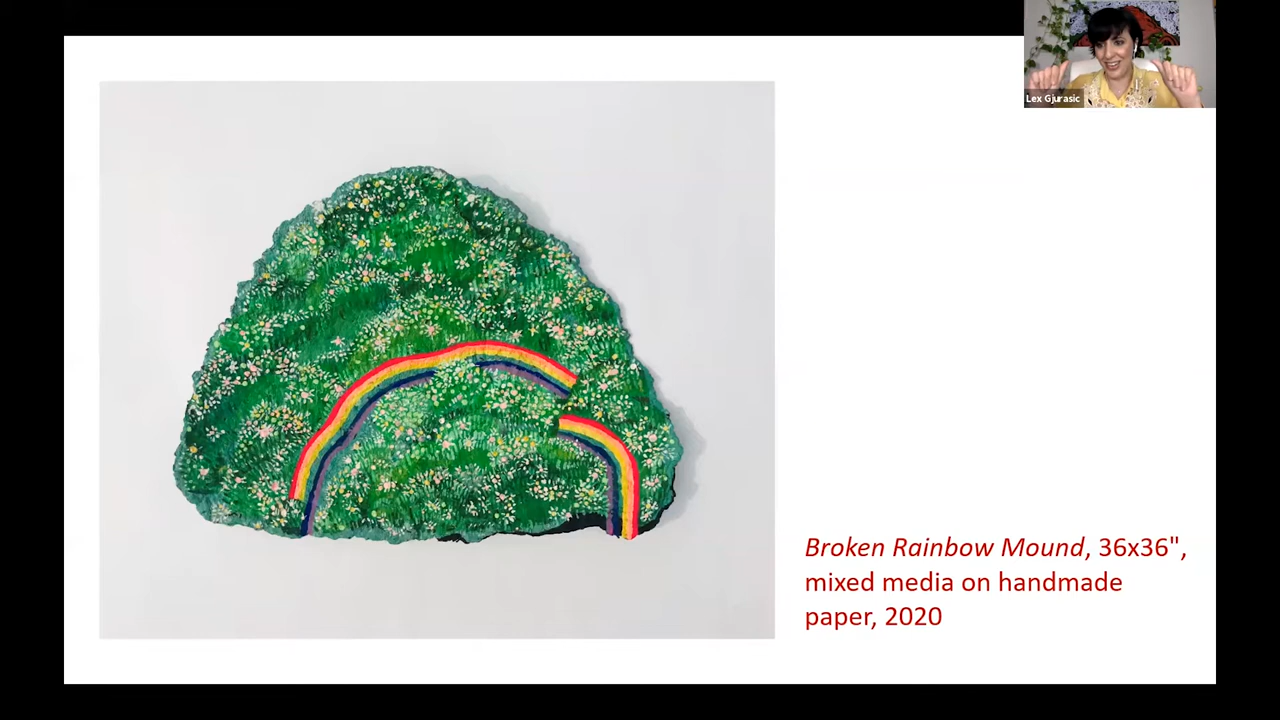 Lex Gjurasic
Broken Rainbow Mound, 36x36",
mixed media on handmade
paper, 2020